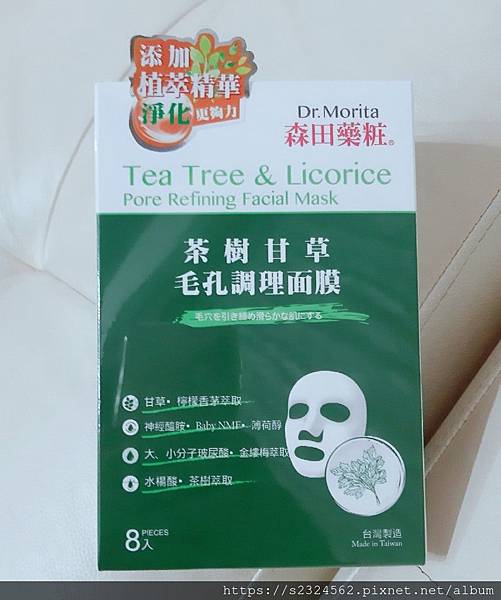 添加
植萃精華
淨化 更夠力
Dr.Morita
森田藥粧®
Tea Tree & Licorice
Pore Refining Facial Mask
茶樹甘草
毛孔調理面膜
毛穴を引き締め滑らかな肌にする
甘草•檸檬香茅萃取
神經醯胺•Baby NMF•薄荷醇
大、小分子玻尿酸•金縷梅萃取
水楊酸•茶樹萃取
8 PIECES
入
台灣製造
Made in Taiwan
https://s2324562.pixnet.net/album